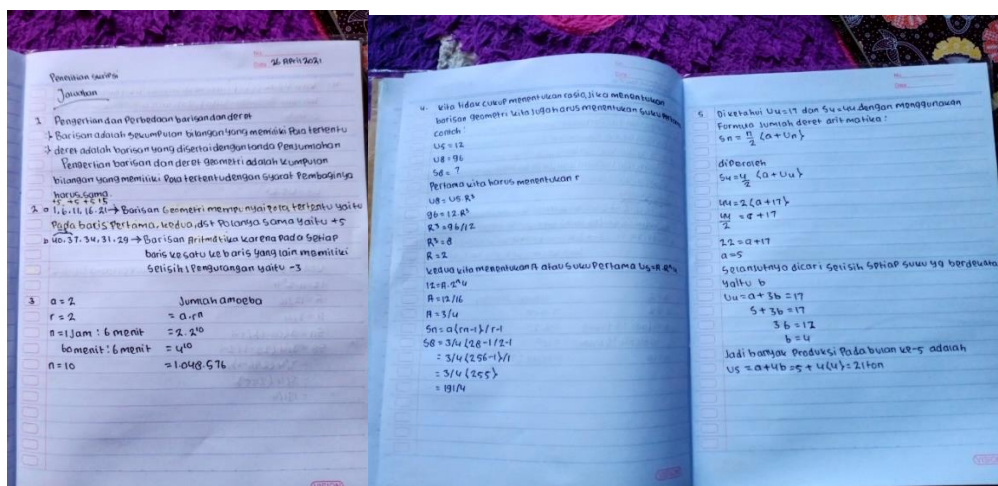 26 April 2021
Penelitian
Jawaban
1 Pengertian dan Perbedaan barisan dan deret
Barisan adalah sekumpulan bilangan yang memiliki Pola tertentu
deret adalah barisan yang disertai dengan tanda Penjumlahan
Pengertian barisan dan deret geometri adalah kumpulan
bilangan yang memiliki Pola tertentu dengan syarat Pembaginya
harus sama.
+5 +5 +5 +5
2 a 1, 6, 11, 16, 21 → Barisan Geometri mempunyai Pola tertentu yaitu
Pada baris Pertama, kedua, dst Polanya sama yaitu +5
b 40, 37, 34, 31, 29 → Barisan Aritmatika karena Pada setiap
baris ke satu ke baris yang lain memiliki
selisih / Pengurangan yaitu -3
3 a = 2
r = 2
n = 1 Jam : 6 menit
60 menit : 6 menit
n = 10
Jumlah amoeba
= a.rⁿ
= 2.2¹⁰
= 4¹⁰
= 1.048.576
4. kita tidak cukup menentukan rasio, jika menentukan
barisan geometri kita juga harus menentukan suku Pertama
contoh :
U5 = 12
U8 = 96
S8 = ?
Pertama kita harus menentukan r
U8 = U5.R³
96 = 12.R³
R³ = 96/12
R³ = 8
R = 2
kedua kita menentukan A atau suku Pertama U5 = A.R^4
12 = A.2^4
A = 12/16
A = 3/4
Sn = a(rn-1)/r-1
S8 = 3/4 (28-1/2-1
= 3/4 (256-1)/1
= 3/4 (255)
= 191/4
5. Diketahui U4 = 17 dan S4 = 44 dengan menggunakan
Formula Jumlah deret aritmatika :
Sn = n/2 (a + Un)
diperoleh
S4 = 4/2 (a + U4)
44 = 2 (a + 17)
44/2 = a + 17
22 = a + 17
a = 5
Selanjutnya dicari selisih setiap suku yg berdekatan
yaitu b
U4 = a + 3b = 17
5 + 3b = 17
3b = 12
b = 4
Jadi banyak Produksi Pada bulan ke-5 adalah
U5 = a + 4b = 5 + 4(4) = 21 ton